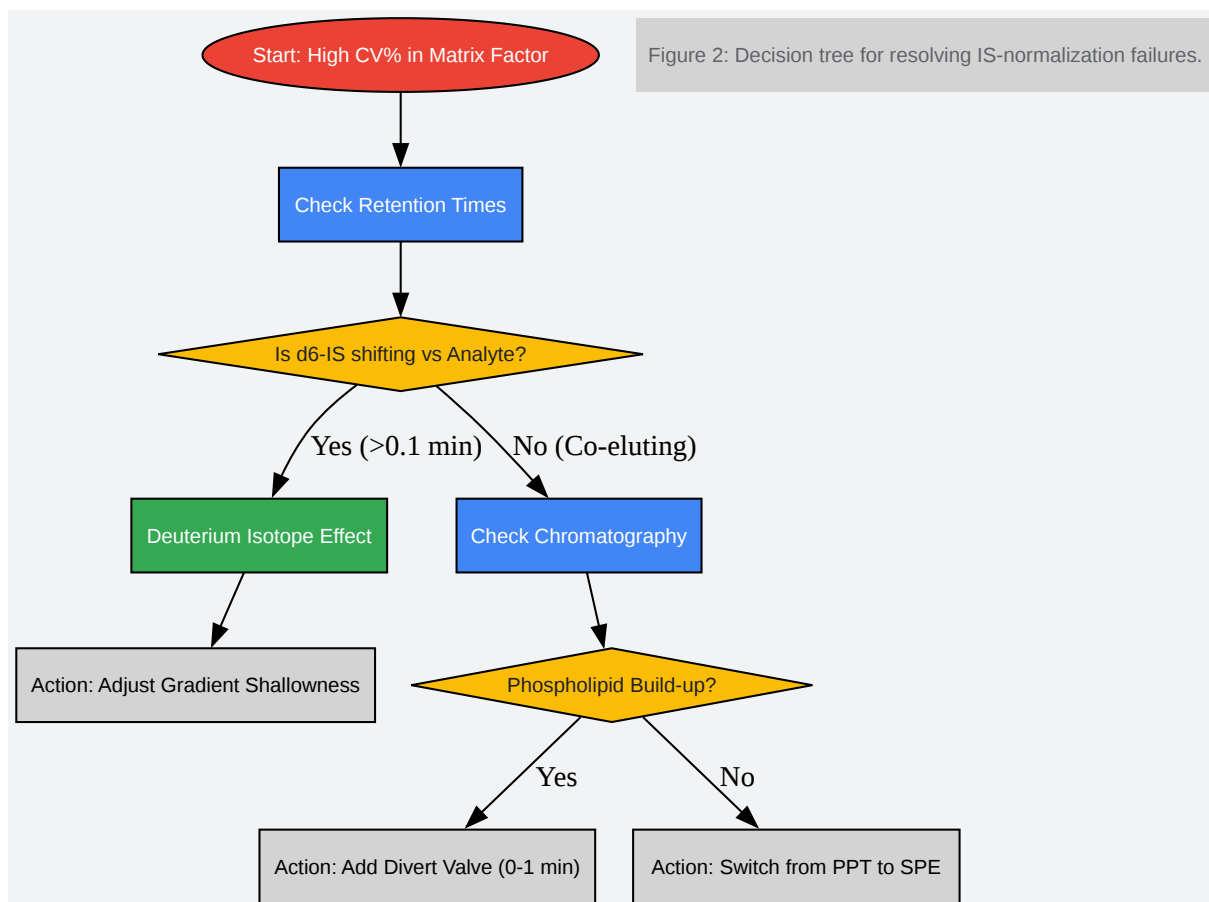 Start: High CV% in Matrix Factor
Figure 2: Decision tree for resolving IS-normalization failures.
Check Retention Times
Is d6-IS shifting vs Analyte?
Yes (>0.1 min)
No (Co-eluting)
Deuterium Isotope Effect
Check Chromatography
Action: Adjust Gradient Shallowness
Phospholipid Build-up?
Yes
No
Action: Add Divert Valve (0-1 min)
Action: Switch from PPT to SPE